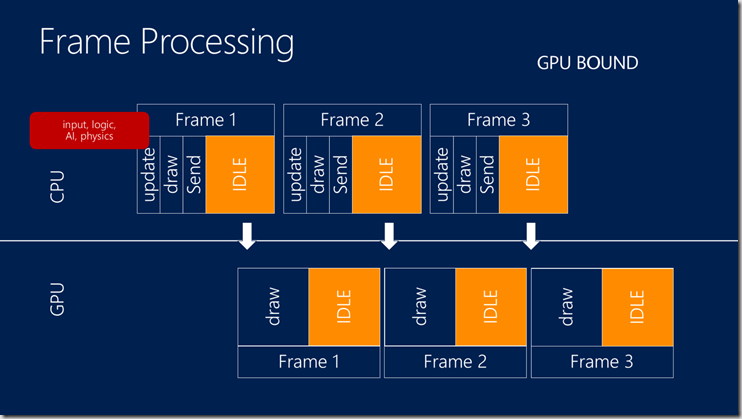 Frame Processing
GPU BOUND
input, logic,
AI, physics
CPU
Frame 1
update
draw
Send
IDLE
Frame 2
update
draw
Send
IDLE
Frame 3
update
draw
Send
IDLE
GPU
draw
IDLE
Frame 1
draw
IDLE
Frame 2
draw
IDLE
Frame 3